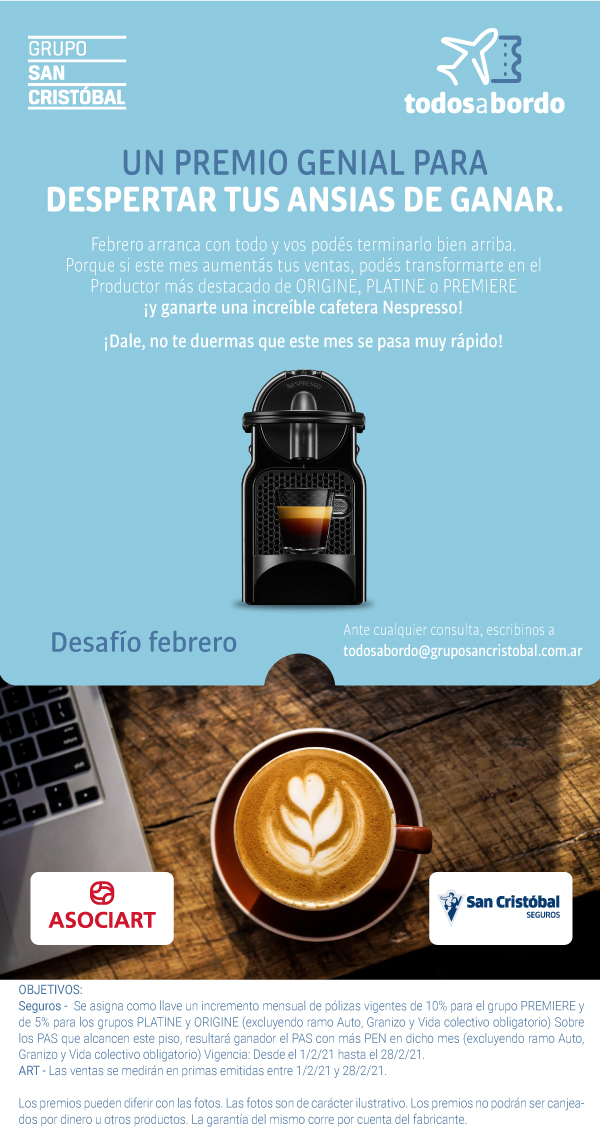 GRUPO
SAN
CRISTÓBAL
todosabordo
UN PREMIO GENIAL PARA
DESPERTAR TUS ANSIAS DE GANAR.
Febrero arranca con todo y vos podés terminarlo bien arriba.
Porque si este mes aumentás tus ventas, podés transformarte en el
Productor más destacado de ORIGINE, PLATINE o PREMIERE
¡y ganarte una increíble cafetera Nespresso!
¡Dale, no te duermas que este mes se pasa muy rápido!
NESPRESSO
Desafío febrero
Ante cualquier consulta, escribinos a
todosabordo@gruposancristobal.com.ar
ASOCIART
San Cristóbal
SEGUROS
OBJETIVOS:
Seguros - Se asigna como llave un incremento mensual de pólizas vigentes de 10% para el grupo PREMIERE y
de 5% para los grupos PLATINE y ORIGINE (excluyendo ramo Auto, Granizo y Vida colectivo obligatorio) Sobre
los PAS que alcancen este piso, resultará ganador el PAS con más PEN en dicho mes (excluyendo ramo Auto,
Granizo y Vida colectivo obligatorio) Vigencia: Desde el 1/2/21 hasta el 28/2/21.
ART - Las ventas se medirán en primas emitidas entre 1/2/21 y 28/2/21.
Los premios pueden diferir con las fotos. Las fotos son de carácter ilustrativo. Los premios no podrán ser canjea-
dos por dinero u otros productos. La garantía del mismo corre por cuenta del fabricante.